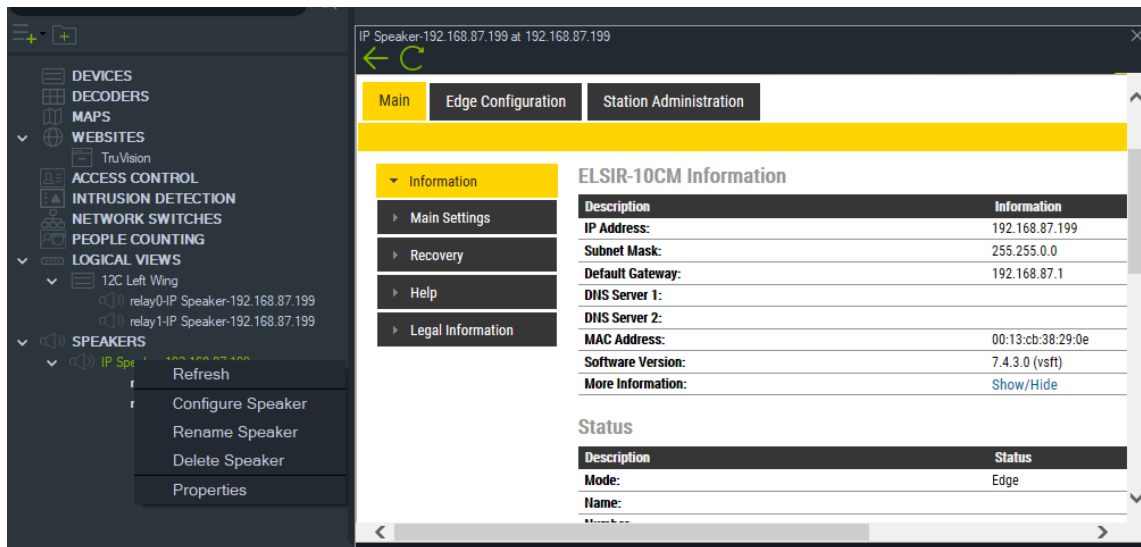 DEVICES
DECODERS
MAPS
WEBSITES
TruVision
ACCESS CONTROL
INTRUSION DETECTION
NETWORK SWITCHES
PEOPLE COUNTING
LOGICAL VIEWS
12C Left Wing
relay0-IP Speaker-192.168.87.199
relay1-IP Speaker-192.168.87.199
SPEAKERS
IP
Refresh
Configure Speaker
Rename Speaker
Delete Speaker
Properties
IP Speaker-192.168.87.199 at 192.168.87.199
Main Edge Configuration Station Administration
Information
Main Settings
Recovery
Help
Legal Information
ELSIR-10CM Information
Description Information
IP Address: 192.168.87.199
Subnet Mask: 255.255.0.0
Default Gateway: 192.168.87.1
DNS Server 1:
DNS Server 2:
MAC Address: 00:13:cb:38:29:0e
Software Version: 7.4.3.0 (vsft)
More Information: Show/Hide
Status
Description Status
Mode: Edge
Name: